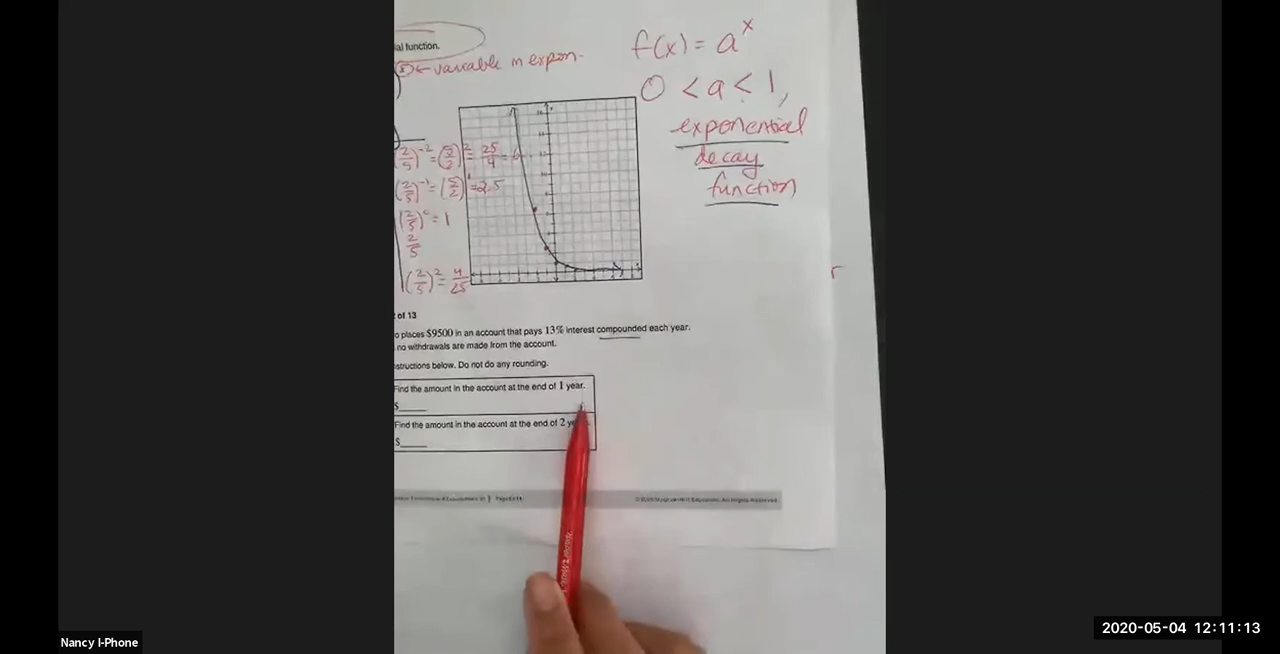 ial function.
variable in expon-
f(x) = a^x
0 < a < 1,
exponential
decay
function
(2/5)^-2 = (5/2)^2 = 25/4 = 6.
(2/5)^-1 = (5/2)^1 = 2.5
(2/5)^0 = 1
2/5
(2/5)^2 = 4/25
of 13
o places $9500 in an account that pays 13% interest compounded each year.
no withdrawals are made from the account.
structions below. Do not do any rounding.
Find the amount in the account at the end of 1 year.
$____
Find the amount in the account at the end of 2 ye
$____
Nancy I-Phone
2020-05-04 12:11:13